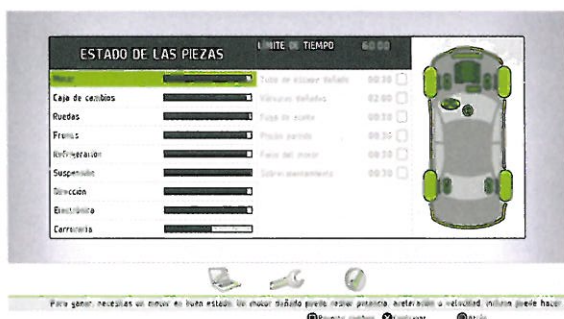 ESTADO DE LAS PIEZAS
LÍMITE DE TIEMPO 60:00
Motor
Tubo de escape dañado 00:30
Caja de cambios
Válvulas dañadas 02:00
Ruedas
Fuga de aceite 00:30
Frenos
Pistón partido 00:30
Refrigeración
Fallo del motor 00:30
Suspensión
Sobrecalentamiento 00:30
Dirección
Electrónica
Carrocería
Para ganar, necesitas un motor en buen estado. Un motor dañado puede restar potencia, aceleración o velocidad, incluso puede hacer
Atrás